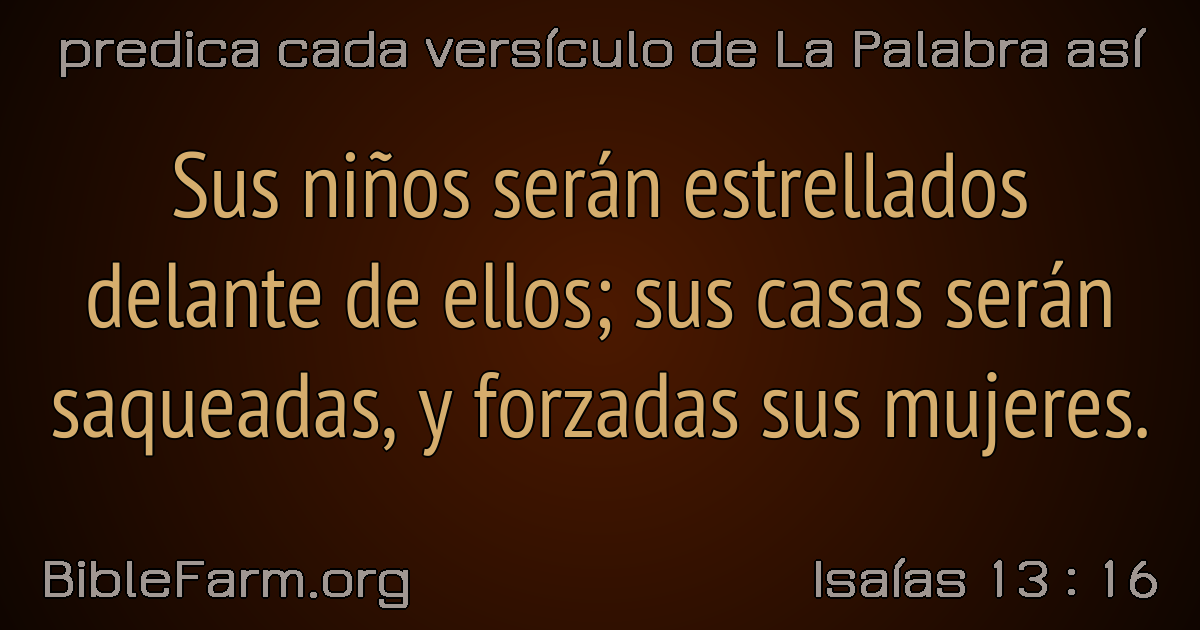 predica cada versículo de La Palabra así
Sus niños serán estrellados
delante de ellos; sus casas serán
saqueadas, y forzadas sus mujeres.
BibleFarm.org
Isaías 13 : 16